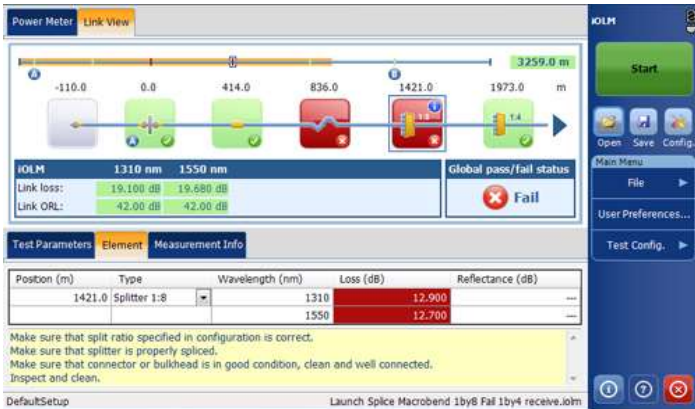 Power Meter Link View
iOLM
3259.0 m
Start
-110.0 0.0 414.0 836.0 1421.0 1973.0 m
1:8 1:4
Open Save Config.
iOLM 1310 nm 1550 nm Global pass/fail status
Main Menu
Link loss: 19.100 dB 19.680 dB
File
Fail
Link ORL: 42.00 dB 42.00 dB
User Preferences...
Test Parameters Element Measurement Info
Test Config.
Position (m) Type Wavelength (nm) Loss (dB) Reflectance (dB)
1421.0 Splitter 1:8 1310 12.900 ---
1550 12.700 ---
Make sure that split ratio specified in configuration is correct.
Make sure that splitter is properly spliced.
Make sure that connector or bulkhead is in good condition, clean and well connected.
Inspect and clean.
DefaultSetup Launch Splice Macrobend 1by8 Fail 1by4 receive.iolm